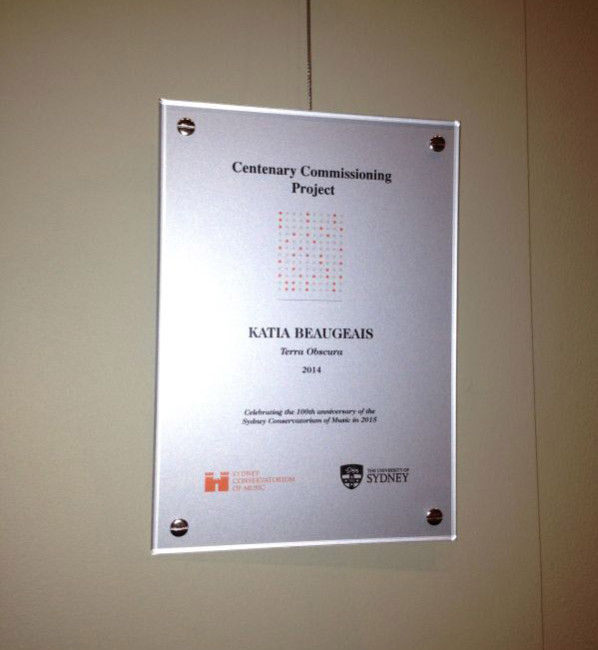 Centenary Commissioning
Project
KATIA BEAUGEAIS
Terra Obscura
2014
Celebrating the 100th anniversary of the
Sydney Conservatorium of Music in 2015
SYDNEY
CONSERVATORIUM
OF MUSIC
THE UNIVERSITY OF
SYDNEY